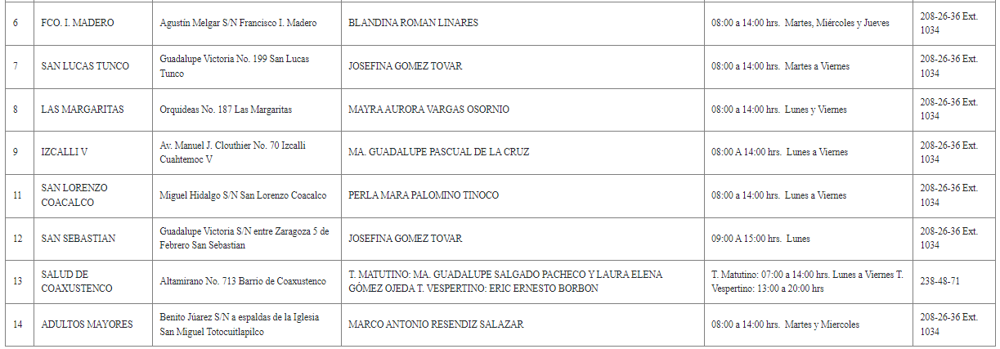 6 FCO. I. MADERO Agustín Melgar S/N Francisco I. Madero BLANDINA ROMAN LINARES 08:00 a 14:00 hrs. Martes, Miércoles y Jueves 208-26-36 Ext.
1034
7 SAN LUCAS TUNCO Guadalupe Victoria No. 199 San Lucas
Tunco JOSEFINA GOMEZ TOVAR 08:00 a 14:00 hrs. Martes a Viernes 208-26-36 Ext.
1034
8 LAS MARGARITAS Orquideas No. 187 Las Margaritas MAYRA AURORA VARGAS OSORNIO 08:00 a 14:00 hrs. Lunes y Viernes 208-26-36 Ext.
1034
9 IZCALLI V Av. Manuel J. Clouthier No. 70 Izcalli
Cuahtemoc V MA. GUADALUPE PASCUAL DE LA CRUZ 08:00 A 14:00 hrs. Lunes a Viernes 208-26-36 Ext.
1034
11 SAN LORENZO
COACALCO Miguel Hidalgo S/N San Lorenzo Coacalco PERLA MARA PALOMINO TINOCO 08:00 a 14:00 hrs. Lunes a Viernes 208-26-36 Ext.
1034
12 SAN SEBASTIAN Guadalupe Victoria S/N entre Zaragoza 5 de
Febrero San Sebastian JOSEFINA GOMEZ TOVAR 09:00 A 15:00 hrs. Lunes 208-26-36 Ext.
1034
13 SALUD DE
COAXUSTENCO Altamirano No. 713 Barrio de Coaxustenco T. MATUTINO: MA. GUADALUPE SALGADO PACHECO Y LAURA ELENA
GÓMEZ OJEDA T. VESPERTINO: ERIC ERNESTO BORBON T. Matutino: 07:00 a 14:00 hrs. Lunes a Viernes T.
Vespertino: 13:00 a 20:00 hrs 238-48-71
14 ADULTOS MAYORES Benito Júarez S/N a espaldas de la Iglesia
San Miguel Totocuitlapilco MARCO ANTONIO RESENDIZ SALAZAR 08:00 a 14:00 hrs. Martes y Miercoles 208-26-36 Ext.
1034